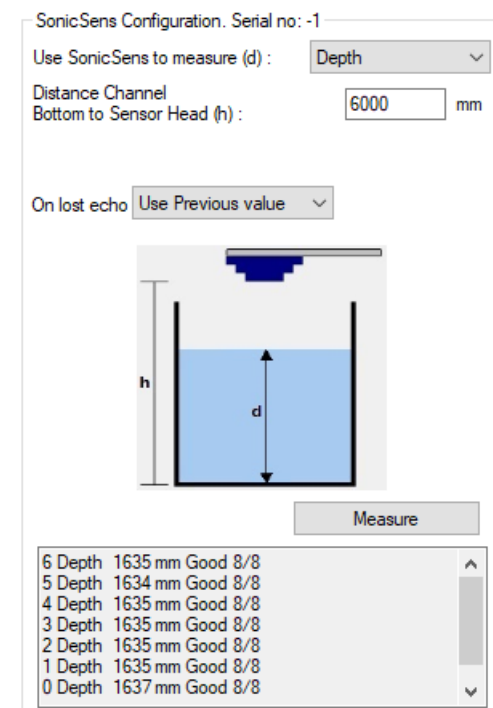 SonicSens Configuration. Serial no: -1
Use SonicSens to measure (d) : Depth
Distance Channel
Bottom to Sensor Head (h) : 6000 mm
On lost echo Use Previous value
h
d
Measure
6 Depth 1635 mm Good 8/8
5 Depth 1634 mm Good 8/8
4 Depth 1635 mm Good 8/8
3 Depth 1635 mm Good 8/8
2 Depth 1635 mm Good 8/8
1 Depth 1635 mm Good 8/8
0 Depth 1637 mm Good 8/8